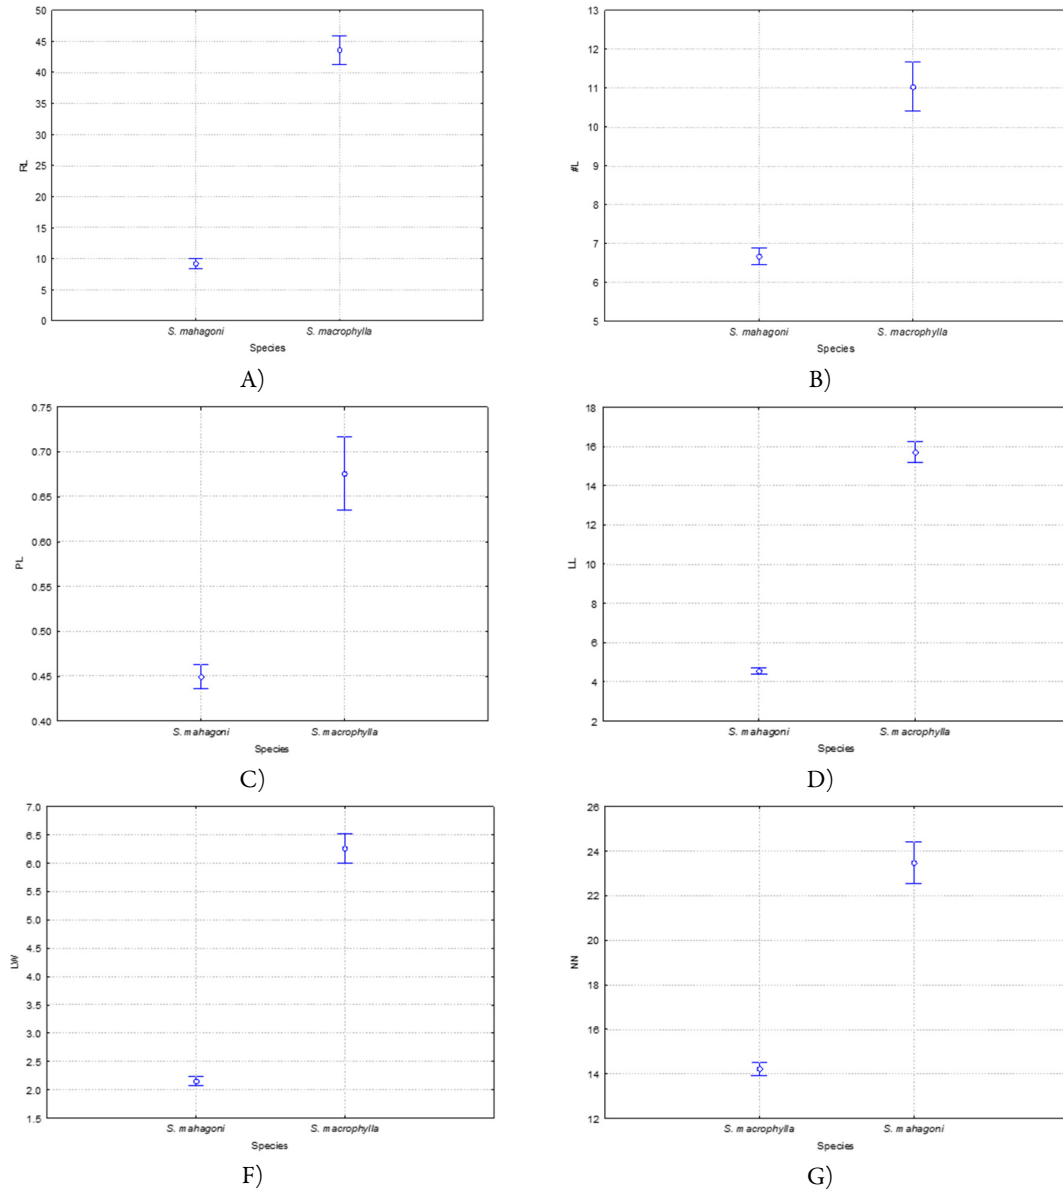 50
45
40
35
30
25
20
15
10
5
0
RL
S. mahagoni S. macrophylla
Species
A)
13
12
11
10
9
8
7
6
5
#L
S. mahagoni S. macrophylla
Species
B)
0.75
0.70
0.65
0.60
0.55
0.50
0.45
0.40
PL
S. mahagoni S. macrophylla
Species
C)
18
16
14
12
10
8
6
4
2
LL
S. mahagoni S. macrophylla
Species
D)
7.0
6.5
6.0
5.5
5.0
4.5
4.0
3.5
3.0
2.5
2.0
1.5
LW
S. mahagoni S. macrophylla
Species
F)
26
24
22
20
18
16
14
12
NN
S. macrophylla S. mahagoni
Species
G)